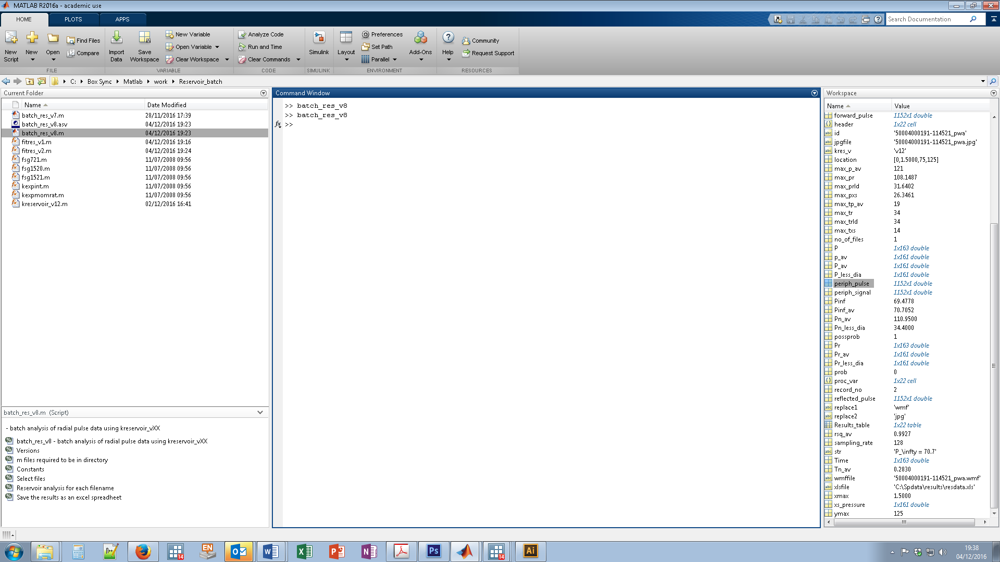 MATLAB R2016a - academic use
HOME
PLOTS
APPS
Search Documentation
New Script
New
Open
Find Files
Compare
FILE
Import Data
Save Workspace
New Variable
Open Variable
Clear Workspace
VARIABLE
Analyze Code
Run and Time
Clear Commands
CODE
Simulink
SIMULINK
Layout
Preferences
Set Path
Parallel
ENVIRONMENT
Add-Ons
Help
Community
Request Support
RESOURCES
C: Box Sync Matlab work Reservoir_batch
Current Folder
Name Date Modified
batch_res_v7.m 28/11/2016 17:39
batch_res_v8.asv 04/12/2016 19:23
batch_res_v8.m 04/12/2016 19:23
fitres_v1.m 04/12/2016 19:16
fitres_v2.m 04/12/2016 19:24
fsg721.m 11/07/2008 09:56
fsg1520.m 11/07/2008 09:56
fsg1521.m 11/07/2008 09:56
kexpint.m 11/07/2008 09:56
kexpmomrat.m 11/07/2008 09:56
kreservoir_v12.m 02/12/2016 16:41
batch_res_v8.m (Script)
- batch analysis of radial pulse data using kreservoir_vXX
batch_res_v8 - batch analysis of radial pulse data using kreservoir_vXX
Versions
m files required to be in directory
Constants
Select files
Reservoir analysis for each filename
Save the results as an excel spreadheet
Command Window
>> batch_res_v8
>> batch_res_v8
fx >>
Workspace
Name Value
forward_pulse 1152x1 double
header 1x22 cell
id '50004000191-114521_pwa'
jpgfile '50004000191-114521_pwa.jpg'
kres_v 'v12'
location [0,1.5000,75,125]
max_p_av 121
max_pr 108.1487
max_prld 31.6402
max_pxs 26.3461
max_tp_av 19
max_tr 34
max_trld 34
max_txs 14
no_of_files 1
P 1x163 double
p_av 1x161 double
P_av 1x161 double
P_less_dia 1x161 double
periph_pulse 1152x1 double
periph_signal 1152x1 double
Pinf 69.4778
Pinf_av 70.7052
Pn_av 110.9500
Pn_less_dia 34.4000
possprob 1
Pr 1x163 double
Pr_av 1x161 double
Pr_less_dia 1x161 double
prob 0
proc_var 1x22 cell
record_no 2
reflected_pulse 1152x1 double
replace1 'wmf'
replace2 'jpg'
Results_table 1x22 table
rsq_av 0.9927
sampling_rate 128
str 'P_\infty = 70.7'
Time 1x163 double
Tn_av 0.2830
wmffile '50004000191-114521_pwa.wmf'
xlsfile 'C:\Spdata\results\resdata.xls'
xmax 1.5000
xs_pressure 1x161 double
ymax 125
14
EN
14
Ps
Ai
19:38
04/12/2016